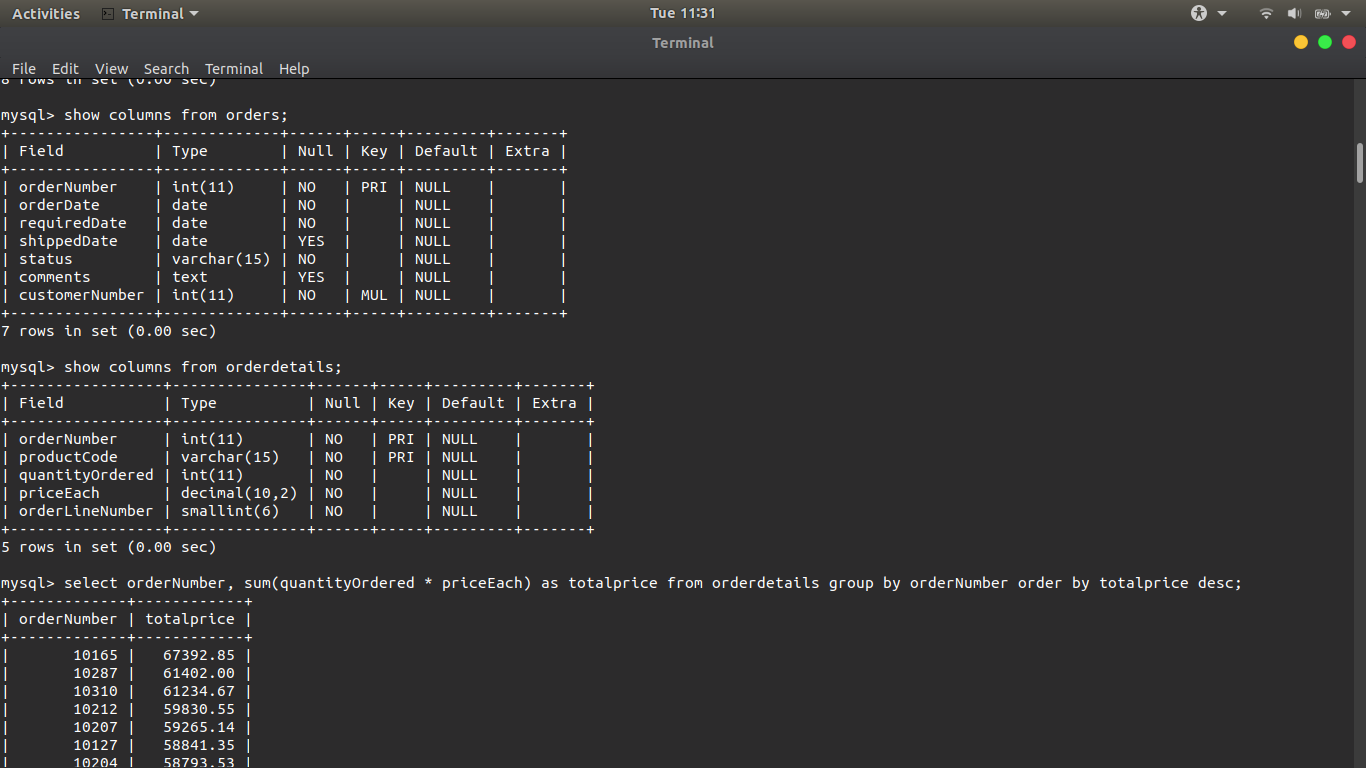 Activities Terminal Tue 11:31
Terminal
File Edit View Search Terminal Help
8 rows in set (0.00 sec)
mysql> show columns from orders;
+----------------+-------------+------+-----+---------+-------+
| Field          | Type        | Null | Key | Default | Extra |
+----------------+-------------+------+-----+---------+-------+
| orderNumber    | int(11)     | NO   | PRI | NULL    |       |
| orderDate      | date        | NO   |     | NULL    |       |
| requiredDate   | date        | NO   |     | NULL    |       |
| shippedDate    | date        | YES  |     | NULL    |       |
| status         | varchar(15) | NO   |     | NULL    |       |
| comments       | text        | YES  |     | NULL    |       |
| customerNumber | int(11)     | NO   | MUL | NULL    |       |
+----------------+-------------+------+-----+---------+-------+
7 rows in set (0.00 sec)
mysql> show columns from orderdetails;
+-----------------+---------------+------+-----+---------+-------+
| Field           | Type          | Null | Key | Default | Extra |
+-----------------+---------------+------+-----+---------+-------+
| orderNumber     | int(11)       | NO   | PRI | NULL    |       |
| productCode     | varchar(15)   | NO   | PRI | NULL    |       |
| quantityOrdered | int(11)       | NO   |     | NULL    |       |
| priceEach       | decimal(10,2) | NO   |     | NULL    |       |
| orderLineNumber | smallint(6)   | NO   |     | NULL    |       |
+-----------------+---------------+------+-----+---------+-------+
5 rows in set (0.00 sec)
mysql> select orderNumber, sum(quantityOrdered * priceEach) as totalprice from orderdetails group by orderNumber order by totalprice desc;
+-------------+------------+
| orderNumber | totalprice |
+-------------+------------+
|       10165 |   67392.85 |
|       10287 |   61402.00 |
|       10310 |   61234.67 |
|       10212 |   59830.55 |
|       10207 |   59265.14 |
|       10127 |   58841.35 |
|       10204 |   58793.53 |